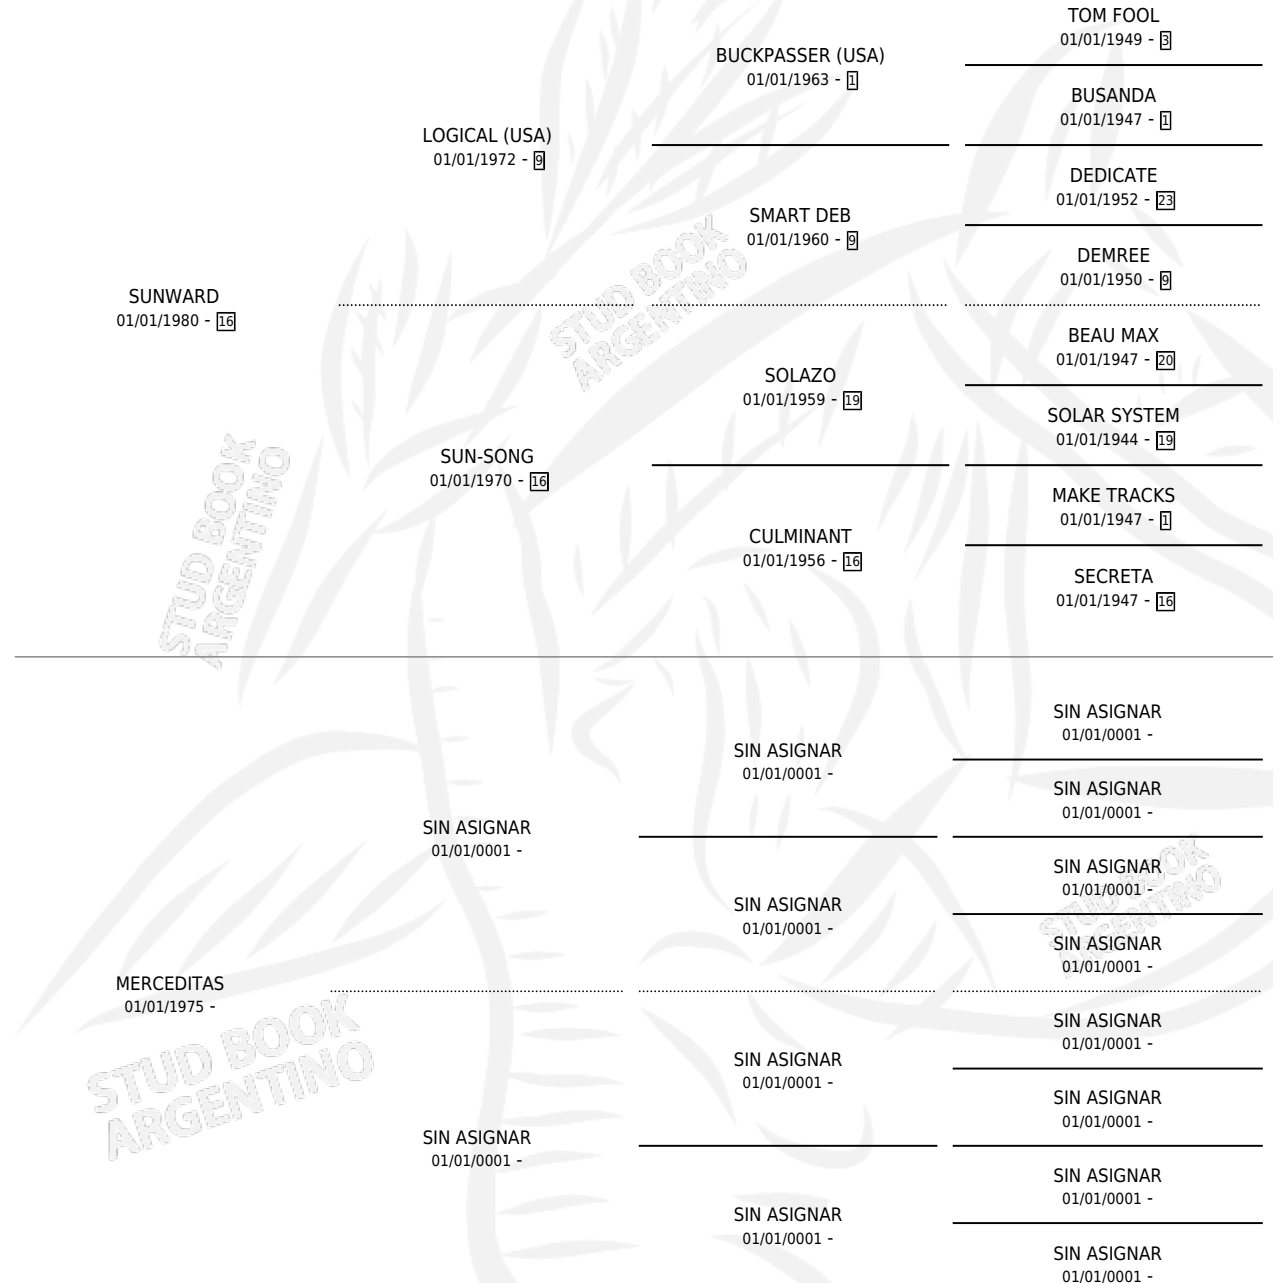 TOM FOOL
01/01/1949 - 3
BUCKPASSER (USA)
01/01/1963 - 1
BUSANDA
01/01/1947 - 1
LOGICAL (USA)
01/01/1972 - 9
DEDICATE
01/01/1952 - 23
SMART DEB
01/01/1960 - 9
DEMREE
01/01/1950 - 9
SUNWARD
01/01/1980 - 16
BEAU MAX
01/01/1947 - 20
SOLAZO
01/01/1959 - 19
SOLAR SYSTEM
01/01/1944 - 19
SUN-SONG
01/01/1970 - 16
MAKE TRACKS
01/01/1947 - 1
CULMINANT
01/01/1956 - 16
SECRETA
01/01/1947 - 16
STUD BOOK
ARGENTINO
STUD BOOK
ARGENTINO
SIN ASIGNAR
01/01/0001 -
SIN ASIGNAR
01/01/0001 -
SIN ASIGNAR
01/01/0001 -
SIN ASIGNAR
01/01/0001 -
SIN ASIGNAR
01/01/0001 -
SIN ASIGNAR
01/01/0001 -
SIN ASIGNAR
01/01/0001 -
MERCEDITAS
01/01/1975 -
SIN ASIGNAR
01/01/0001 -
SIN ASIGNAR
01/01/0001 -
SIN ASIGNAR
01/01/0001 -
SIN ASIGNAR
01/01/0001 -
SIN ASIGNAR
01/01/0001 -
SIN ASIGNAR
01/01/0001 -
SIN ASIGNAR
01/01/0001 -
STUD BOOK
ARGENTINO
STUD BOOK
ARGENTINO